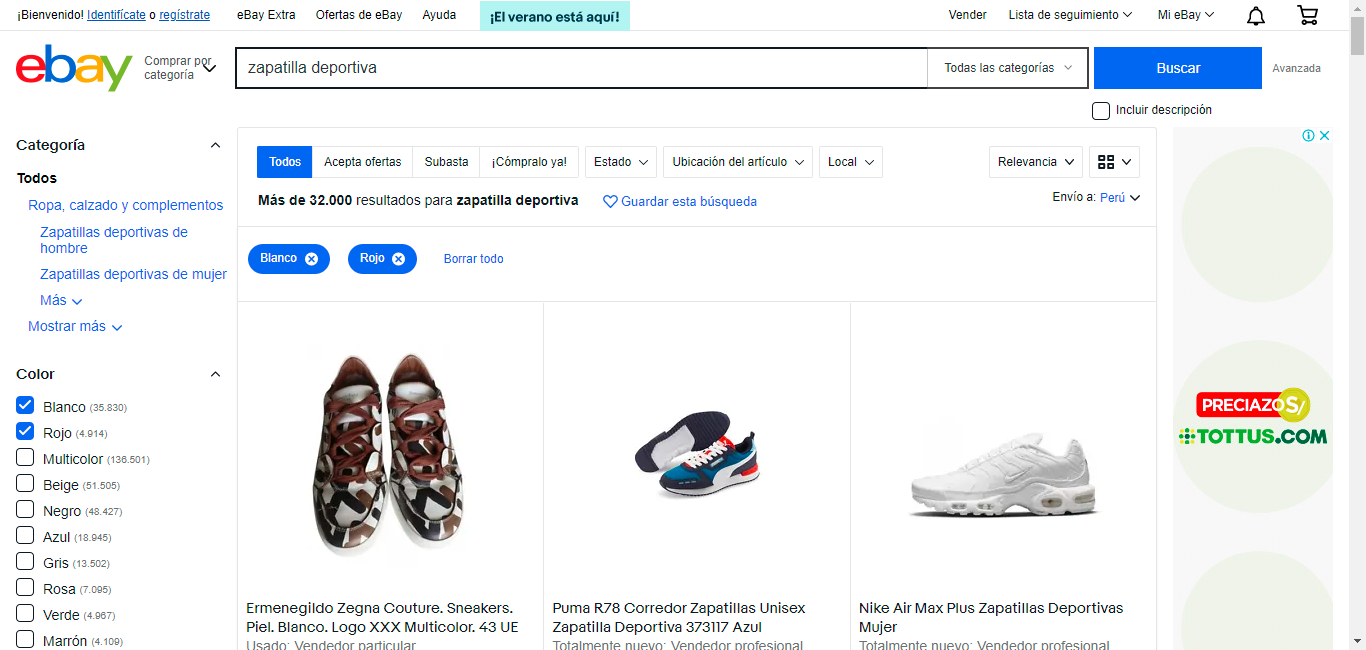 ¡Bienvenido! Identifícate o regístrate
eBay Extra
Ofertas de eBay
Ayuda
¡El verano está aquí!
Vender
Lista de seguimiento
Mi eBay
ebay
Comprar por
categoría
zapatilla deportiva
Todas las categorías
Buscar
Avanzada
Incluir descripción
Categoría
Todos
Ropa, calzado y complementos
Zapatillas deportivas de
hombre
Zapatillas deportivas de mujer
Más
Mostrar más
Color
Blanco (35.830)
Rojo (4.914)
Multicolor (136.501)
Beige (51.505)
Negro (48.427)
Azul (18.945)
Gris (13.502)
Rosa (7.095)
Verde (4.967)
Marrón (4.109)
Todos
Acepta ofertas
Subasta
¡Cómpralo ya!
Estado
Ubicación del artículo
Local
Relevancia
Más de 32.000 resultados para zapatilla deportiva
Guardar esta búsqueda
Envío a: Perú
Blanco
Rojo
Borrar todo
Ermenegildo Zegna Couture. Sneakers.
Piel. Blanco. Logo XXX Multicolor. 43 UE
Usado: Vendedor particular
Puma R78 Corredor Zapatillas Unisex
Zapatilla Deportiva 373117 Azul
Totalmente nuevo: Vendedor profesional
Nike Air Max Plus Zapatillas Deportivas
Mujer
Totalmente nuevo: Vendedor profesional
PRECIAZO S/
TOTTUS.COM